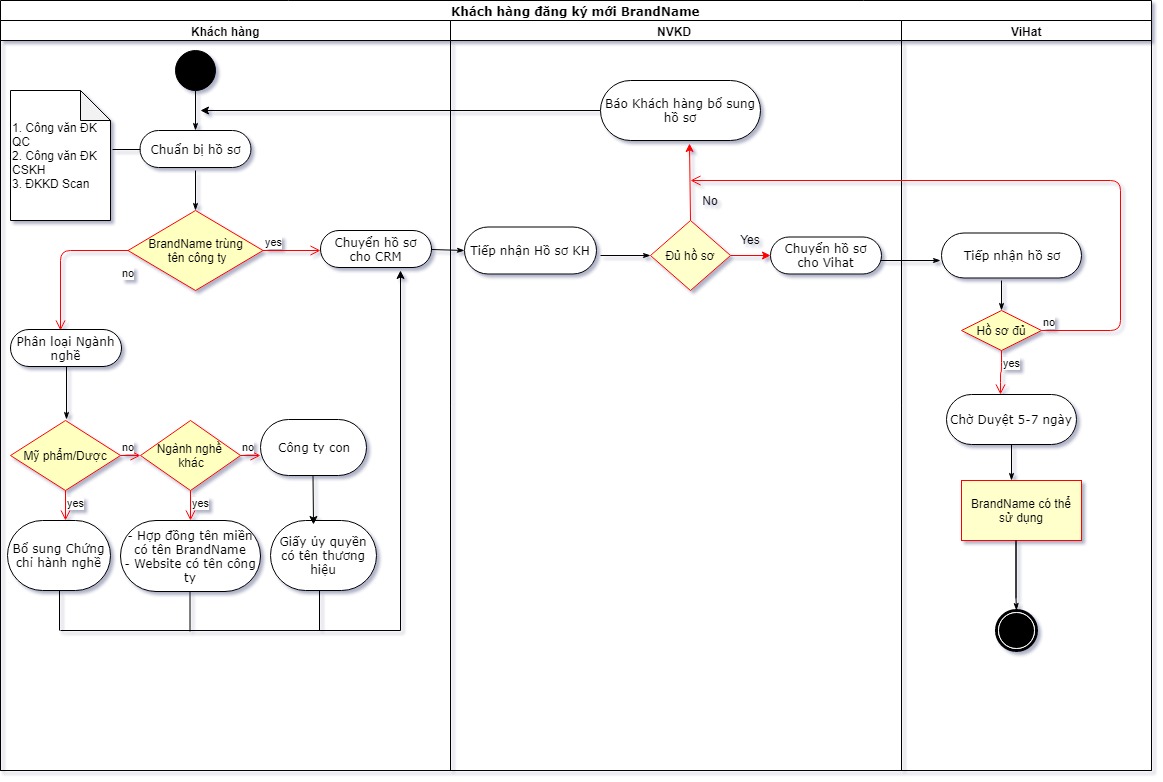 Khách hàng đăng ký mới BrandName
Khách hàng
NVKD
ViHat
1. Công văn ĐK
QC
2. Công văn ĐK
CSKH
3. ĐKKD Scan
Chuẩn bị hồ sơ
Báo Khách hàng bổ sung
hồ sơ
BrandName trùng
tên công ty
yes
no
Chuyển hồ sơ
cho CRM
Tiếp nhận Hồ sơ KH
Đủ hồ sơ
No
Yes
Chuyển hồ sơ
cho Vihat
Tiếp nhận hồ sơ
Hồ sơ đủ
no
yes
Chờ Duyệt 5-7 ngày
BrandName có thể
sử dụng
Phân loại Ngành
nghề
Mỹ phẩm/Dược
no
yes
Ngành nghề
khác
no
yes
Công ty con
Bổ sung Chứng
chỉ hành nghề
- Hợp đồng tên miền
có tên BrandName
- Website có tên công
ty
Giấy ủy quyền
có tên thương
hiệu